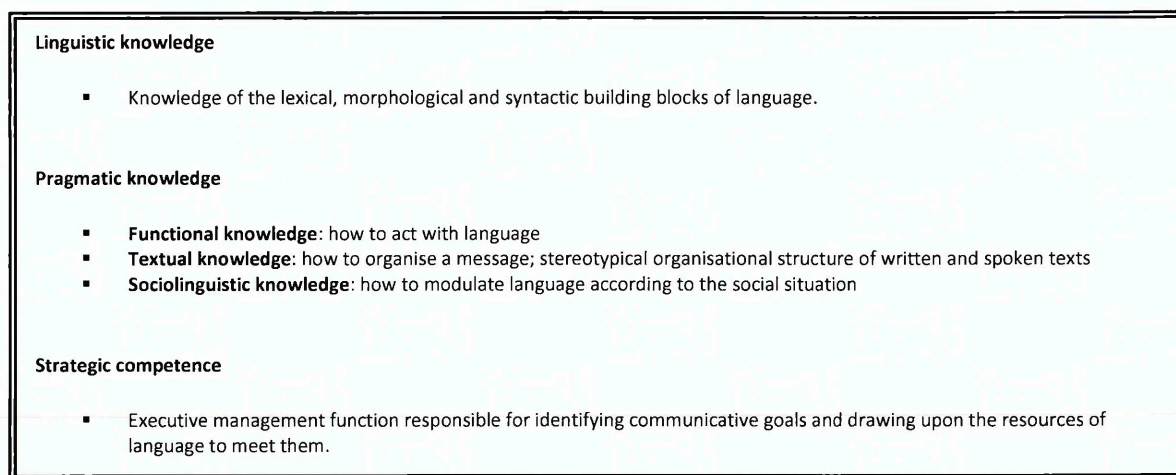 Linguistic knowledge
▪ Knowledge of the lexical, morphological and syntactic building blocks of language.
Pragmatic knowledge
▪ Functional knowledge: how to act with language
▪ Textual knowledge: how to organise a message; stereotypical organisational structure of written and spoken texts
▪ Sociolinguistic knowledge: how to modulate language according to the social situation
Strategic competence
▪ Executive management function responsible for identifying communicative goals and drawing upon the resources of
language to meet them.